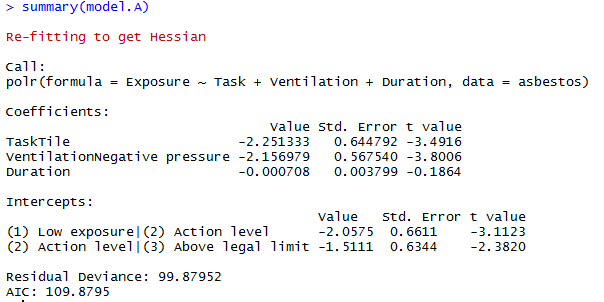 > summary(model.A)
Re-fitting to get Hessian
Call:
polr(formula = Exposure ~ Task + Ventilation + Duration, data = asbestos)
Coefficients:
Value Std. Error t value
TaskTile -2.251333 0.644792 -3.4916
VentilationNegative pressure -2.156979 0.567540 -3.8006
Duration -0.000708 0.003799 -0.1864
Intercepts:
Value Std. Error t value
(1) Low exposure|(2) Action level -2.0575 0.6611 -3.1123
(2) Action level|(3) Above legal limit -1.5111 0.6344 -2.3820
Residual Deviance: 99.87952
AIC: 109.8795